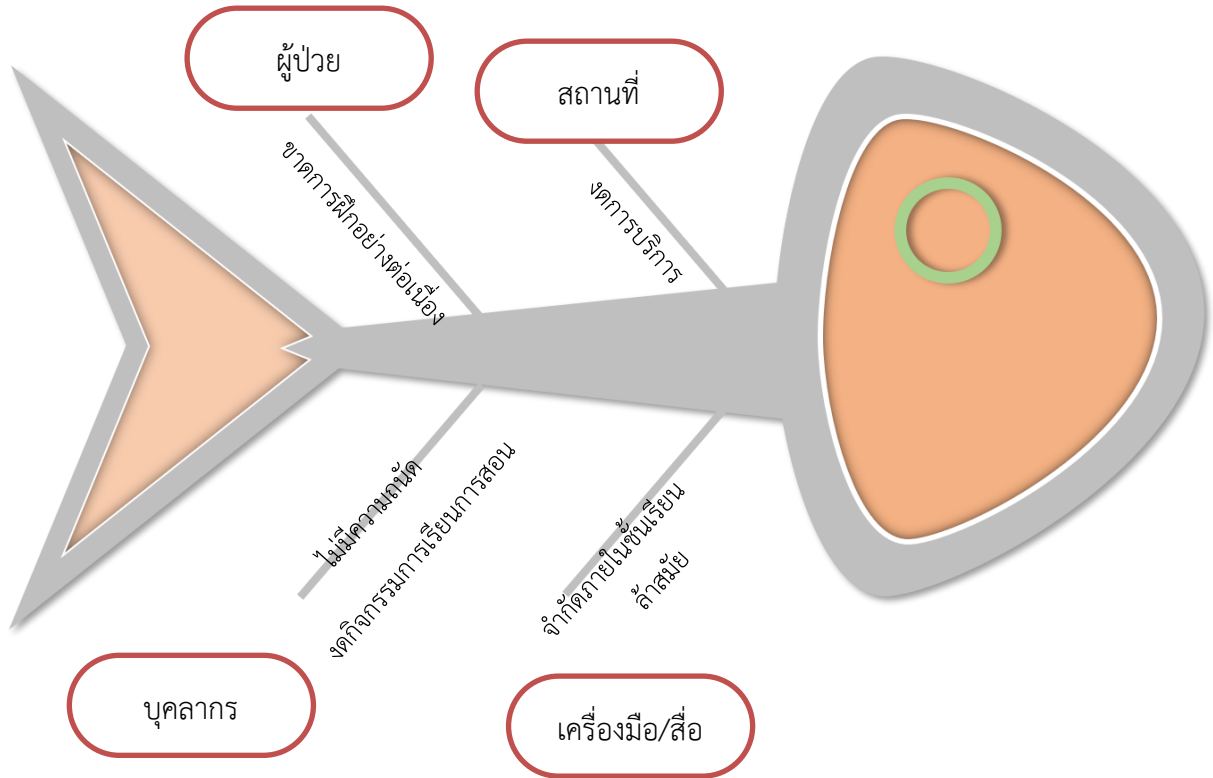 ผู้ป่วย
สถานที่
ขาดการฝึกอย่างต่อเนื่อง
งดการบริการ
ไม่มีความถนัด
งดกิจกรรมการเรียนการสอน
จำกัดภายในชั้นเรียน
ล้าสมัย
บุคลากร
เครื่องมือ/สื่อ